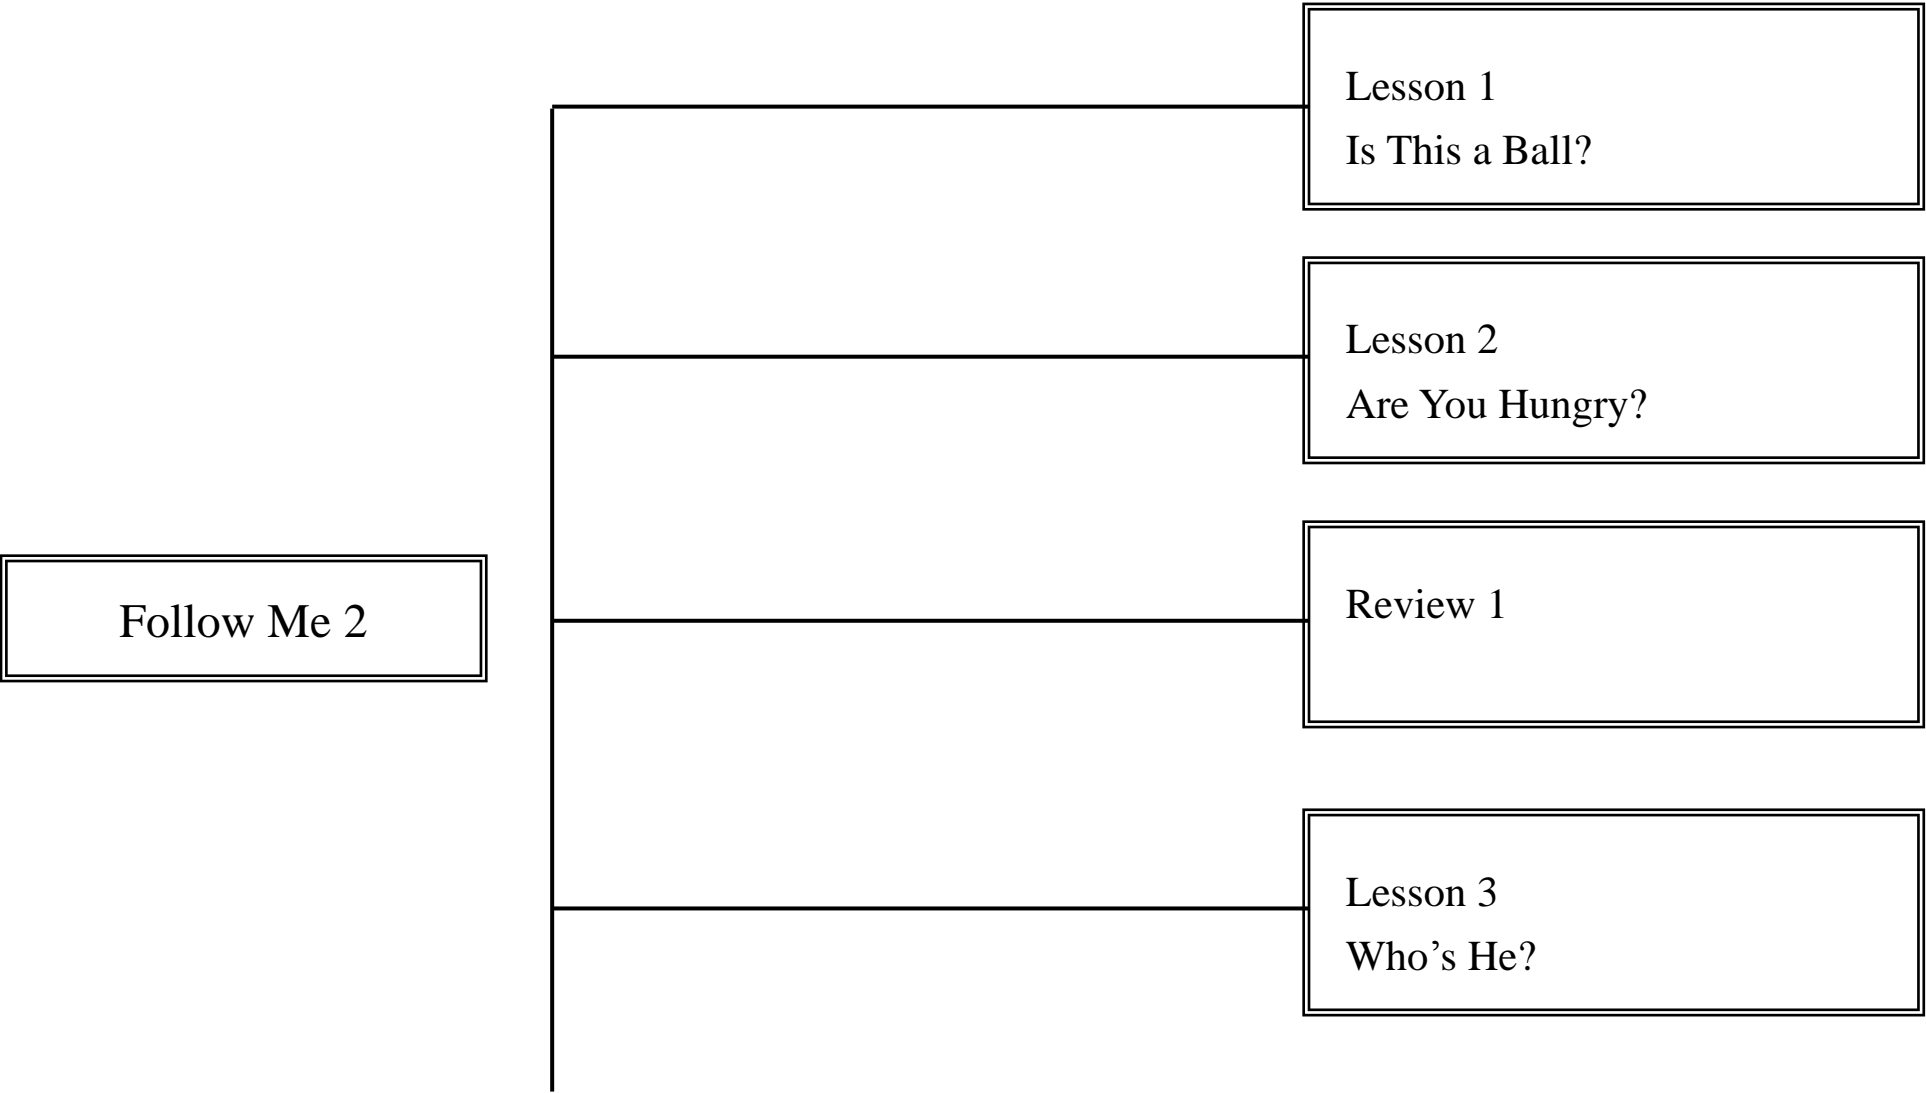 Lesson 1
Is This a Ball?
Lesson 2
Are You Hungry?
Follow Me 2
Review 1
Lesson 3
Who’s He?